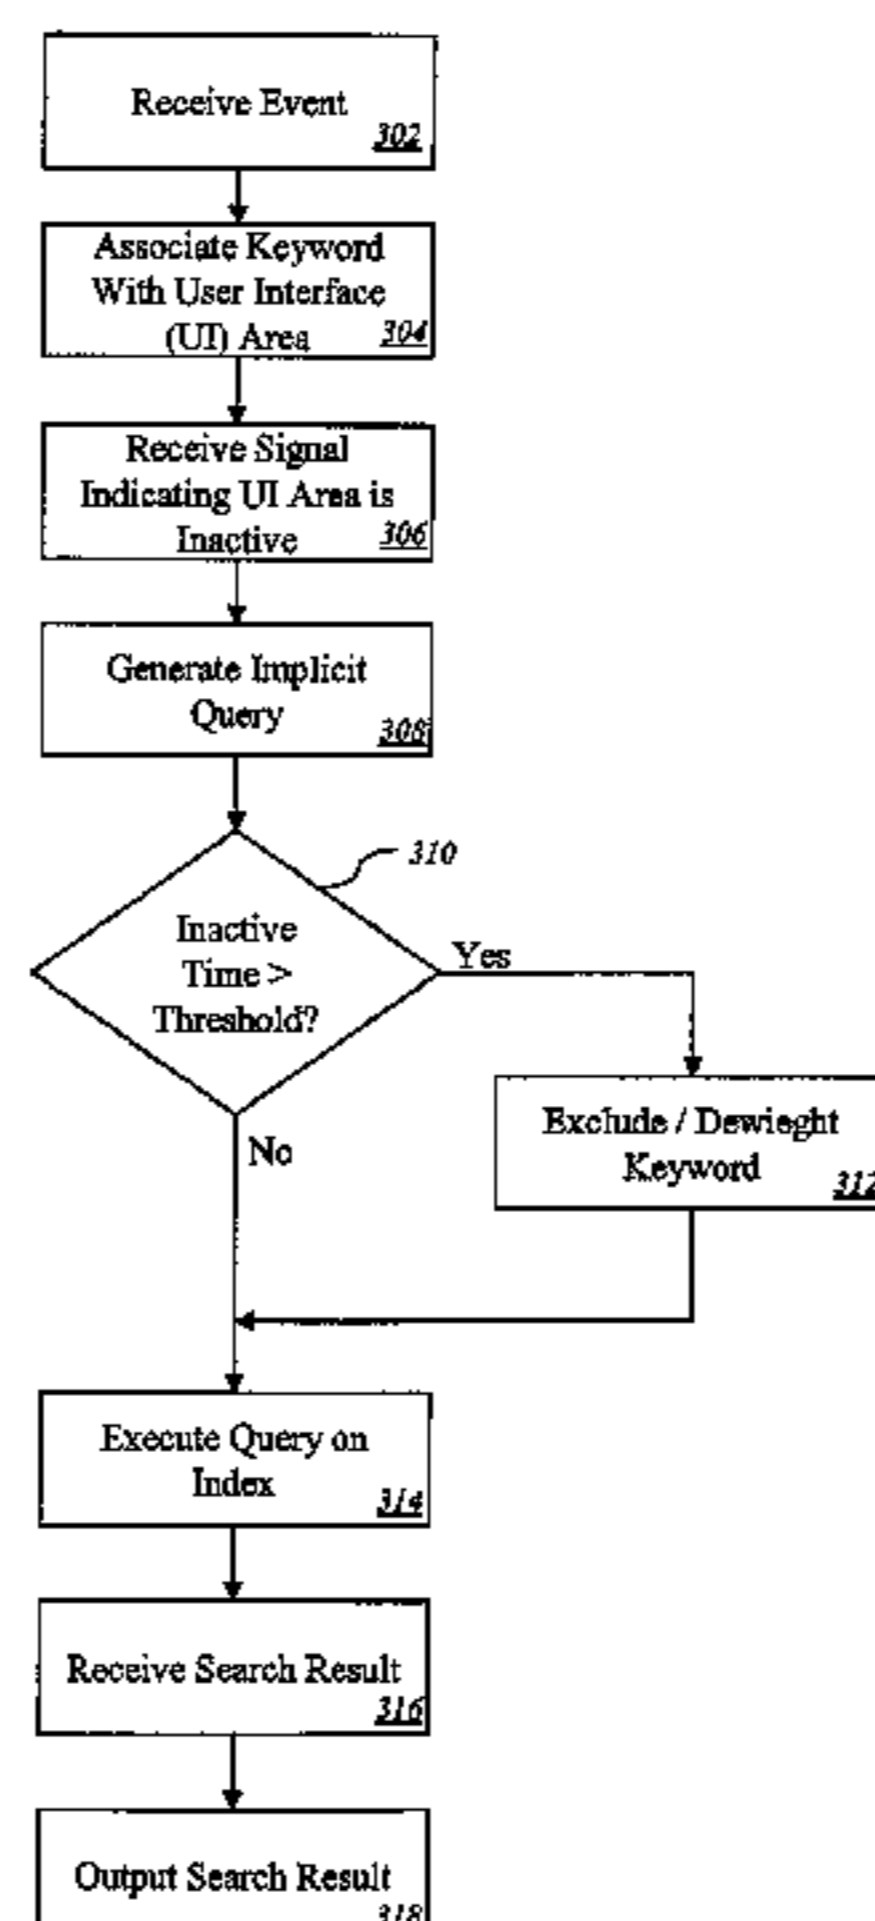 Receive Event
302
Associate Keyword
With User Interface
(UI) Area
304
Receive Signal
Indicating UI Area is
Inactive
306
Generate Implicit
Query
308
310
Inactive
Time >
Threshold?
Yes
No
Exclude / Dewieght
Keyword
312
Execute Query on
Index
314
Receive Search Result
316
Output Search Result
318